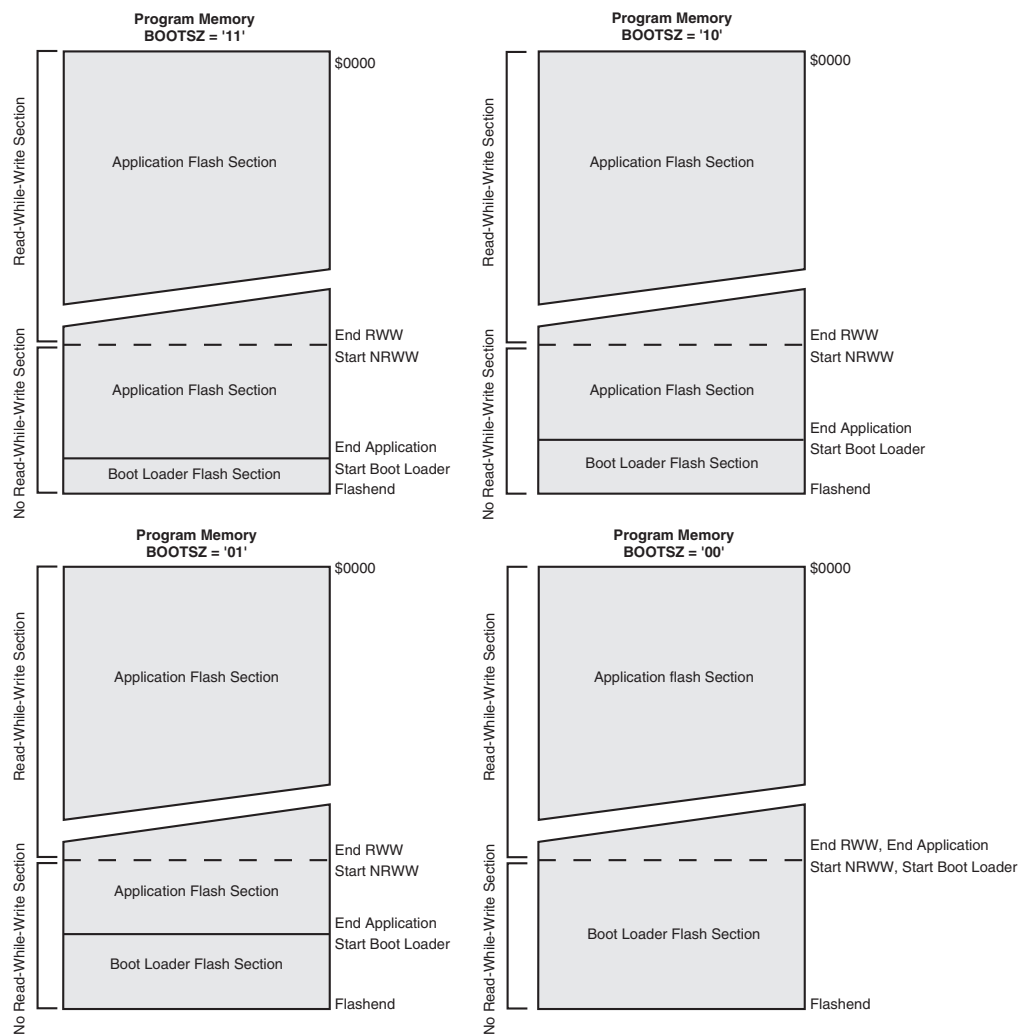 Program Memory
BOOTSZ = '11'
$0000
Read-While-Write Section
Application Flash Section
End RWW
Start NRWW
No Read-While-Write Section
Application Flash Section
End Application
Start Boot Loader
Boot Loader Flash Section
Flashend
Program Memory
BOOTSZ = '10'
$0000
Read-While-Write Section
Application Flash Section
End RWW
Start NRWW
No Read-While-Write Section
Application Flash Section
End Application
Start Boot Loader
Boot Loader Flash Section
Flashend
Program Memory
BOOTSZ = '01'
$0000
Read-While-Write Section
Application Flash Section
End RWW
Start NRWW
No Read-While-Write Section
Application Flash Section
End Application
Start Boot Loader
Boot Loader Flash Section
Flashend
Program Memory
BOOTSZ = '00'
$0000
Read-While-Write Section
Application flash Section
End RWW, End Application
Start NRWW, Start Boot Loader
No Read-While-Write Section
Boot Loader Flash Section
Flashend